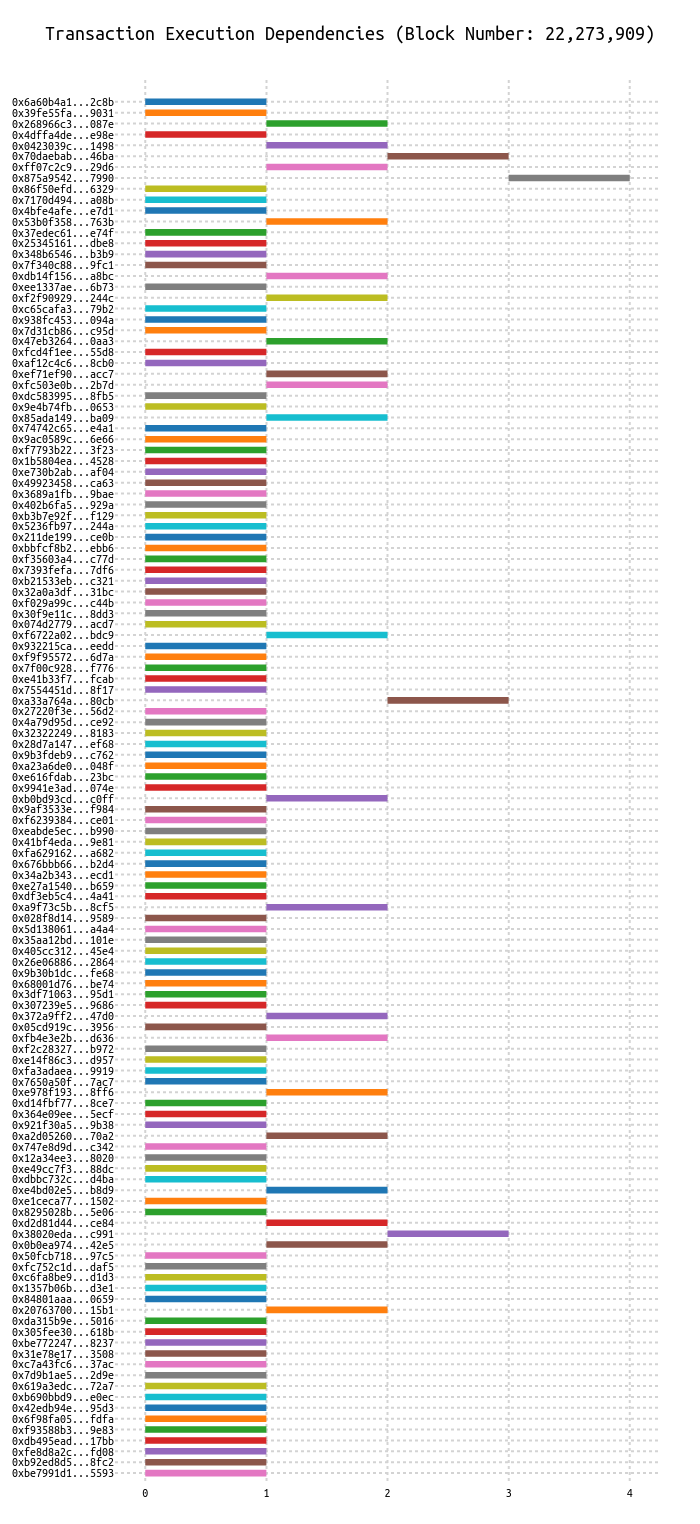 Transaction Execution Dependencies (Block Number: 22,273,909)
0x6a60b4a1...2c8b
0x39fe55fa...9031
0x268966c3...087e
0x4dffa4de...e98e
0x0423039c...1498
0x70daebab...46ba
0xff07c2c9...29d6
0x875a9542...7990
0x86f50efd...6329
0x7170d494...a08b
0x4bfe4afe...e7d1
0x53b0f358...763b
0x37edec61...e74f
0x25345161...dbe8
0x348b6546...b3b9
0x7f340c88...9fc1
0xdb14f156...a8bc
0xee1337ae...6b73
0xf2f90929...244c
0xc65cafa3...79b2
0x938fc453...094a
0x7d31cb86...c95d
0x47eb3264...0aa3
0xfcd4f1ee...55d8
0xaf12c4c6...8cb0
0xef71ef90...acc7
0xfc503e0b...2b7d
0xdc583995...8fb5
0x9e4b74fb...0653
0x85ada149...ba09
0x74742c65...e4a1
0x9ac0589c...6e66
0xf7793b22...3f23
0x1b5804ea...4528
0xe730b2ab...af04
0x49923458...ca63
0x3689a1fb...9bae
0x402b6fa5...929a
0xb3b7e92f...f129
0x5236fb97...244a
0x211de199...ce0b
0xbbfcf8b2...ebb6
0xf35603a4...c77d
0x7393fefa...7df6
0xb21533eb...c321
0x32a0a3df...31bc
0xf029a99c...c44b
0x30f9e11c...8dd3
0x074d2779...acd7
0xf6722a02...bdc9
0x932215ca...eedd
0xf9f95572...6d7a
0x7f00c928...f776
0xe41b33f7...fcab
0x7554451d...8f17
0xa33a764a...80cb
0x27220f3e...56d2
0x4a79d95d...ce92
0x32322249...8183
0x28d7a147...ef68
0x9b3fdeb9...c762
0xa23a6de0...048f
0xe616fdab...23bc
0x9941e3ad...074e
0xb0bd93cd...c0ff
0x9af3533e...f984
0xf6239384...ce01
0xeabde5ec...b990
0x41bf4eda...9e81
0xfa629162...a682
0x676bbb66...b2d4
0x34a2b343...ecd1
0xe27a1540...b659
0xdf3eb5c4...4a41
0xa9f73c5b...8cf5
0x028f8d14...9589
0x5d138061...a4a4
0x35aa12bd...101e
0x405cc312...45e4
0x26e06886...2864
0x9b30b1dc...fe68
0x68001d76...be74
0x3df71063...95d1
0x307239e5...9686
0x372a9ff2...47d0
0x05cd919c...3956
0xfb4e3e2b...d636
0xf2c28327...b972
0xe14f86c3...d957
0xfa3adaea...9919
0x7650a50f...7ac7
0xe978f193...8ff6
0xd14fbf77...8ce7
0x364e09ee...5ecf
0x921f30a5...9b38
0xa2d05260...70a2
0x747e8d9d...c342
0x12a34ee3...8020
0xe49cc7f3...88dc
0xdbbc732c...d4ba
0xe4bd02e5...b8d9
0xe1ceca77...1502
0x8295028b...5e06
0xd2d81d44...ce84
0x38020eda...c991
0x0b0ea974...42e5
0x50fcb718...97c5
0xfc752c1d...daf5
0xc6fa8be9...d1d3
0x1357b06b...d3e1
0x84801aaa...0659
0x20763700...15b1
0xda315b9e...5016
0x305fee30...618b
0xbe772247...8237
0x31e78e17...3508
0xc7a43fc6...37ac
0x7d9b1ae5...2d9e
0x619a3edc...72a7
0xb690bbd9...e0ec
0x42edb94e...95d3
0x6f98fa05...fdfa
0xf93588b3...9e83
0xdb495ead...17bb
0xfe8d8a2c...fd08
0xb92ed8d5...8fc2
0xbe7991d1...5593
0 1 2 3 4